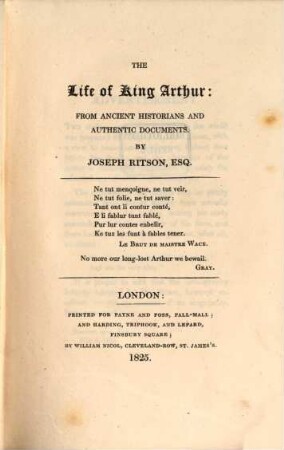 THE
Life of King Arthur:
FROM ANCIENT HISTORIANS AND
AUTHENTIC DOCUMENTS.
BY
JOSEPH RITSON, ESQ.
Ne tut mençoigne, ne tut veir,
Ne tut folie, ne tut saver:
Tant ont li contur conté,
E li fablur tant fablé,
Pur lur contes enbelir,
Ke tuz les funt à fables tener.
LE BRUT DE MAISTRE WACE.
No more our long-lost Arthur we bewail.
GRAY.
LONDON:
PRINTED FOR PAYNE AND FOSS, PALL-MALL;
AND HARDING, TRIPHOOK, AND LEPARD,
FINSBURY SQUARE;
BY WILLIAM NICOL, CLEVELAND-ROW, ST. JAMES'S.
1825.